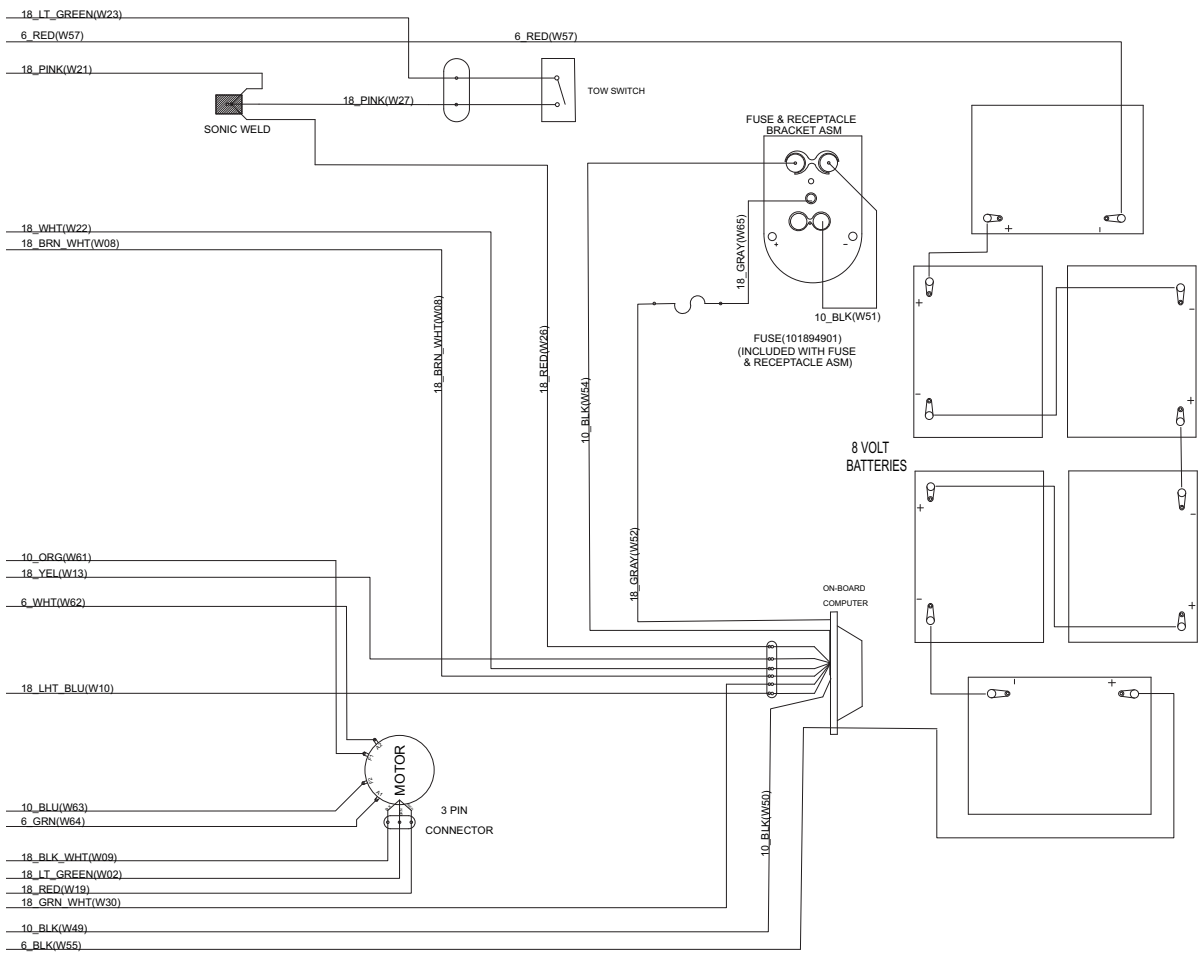 18_LT_GREEN(W23)
6_RED(W57)
6_RED(W57)
18_PINK(W21)
18_PINK(W27)
TOW SWITCH
SONIC WELD
FUSE & RECEPTACLE
BRACKET ASM
18_WHT(W22)
18_BRN_WHT(W08)
18_GRAY(W65)
+
-
+
-
10_BLK(W51)
FUSE(101894901)
(INCLUDED WITH FUSE
& RECEPTACLE ASM)
18_BRN_WHT(W08)
18_RED(W26)
10_BLK(W54)
+
-
-
+
8 VOLT
BATTERIES
+
-
-
+
18_GRAY(W52)
10_ORG(W61)
18_YEL(W13)
6_WHT(W62)
ON-BOARD
COMPUTER
18_LHT_BLU(W10)
-
+
MOTOR
A2
F1
F2
A1
10_BLU(W63)
6_GRN(W64)
3 PIN
CONNECTOR
10_BLK(W50)
18_BLK_WHT(W09)
18_LT_GREEN(W02)
18_RED(W19)
18_GRN_WHT(W30)
10_BLK(W49)
6_BLK(W55)